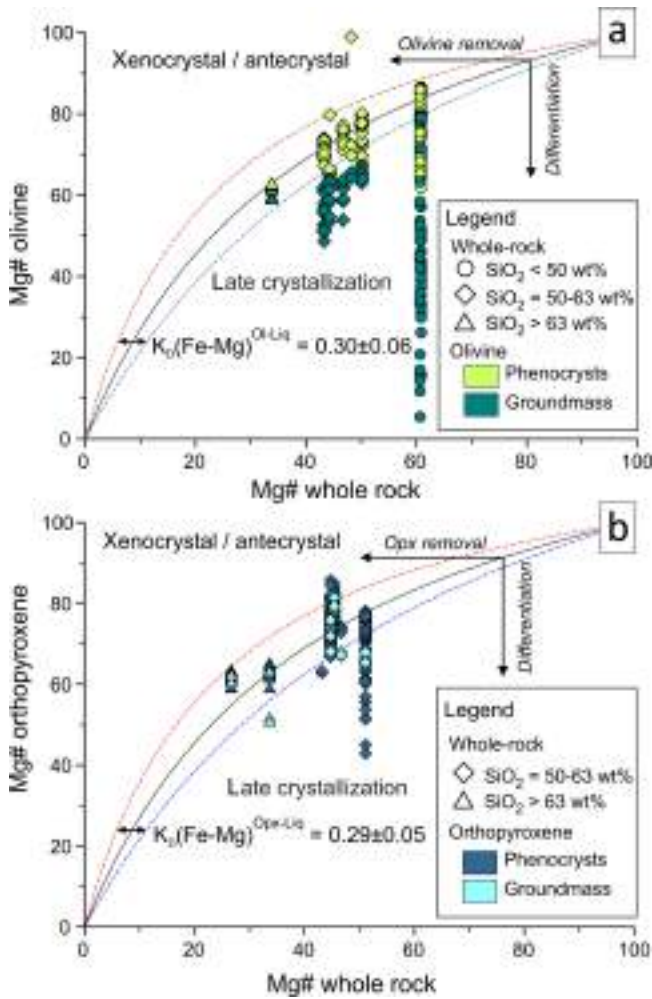 a
Xenocrystal / antecrystal
Olivine removal
Differentiation
Late crystallization
K_D(Fe-Mg)^Ol-Liq = 0.30±0.06
Legend
Whole-rock
SiO₂ < 50 wt%
SiO₂ = 50-63 wt%
SiO₂ > 63 wt%
Olivine
Phenocrysts
Groundmass
Mg# olivine
100
80
60
40
20
0
0 20 40 60 80 100
Mg# whole rock
b
Xenocrystal / antecrystal
Opx removal
Differentiation
Late crystallization
K_D(Fe-Mg)^Opx-Liq = 0.29±0.05
Legend
Whole-rock
SiO₂ = 50-63 wt%
SiO₂ > 63 wt%
Orthopyroxene
Phenocrysts
Groundmass
Mg# orthopyroxene
100
80
60
40
20
0
0 20 40 60 80 100
Mg# whole rock